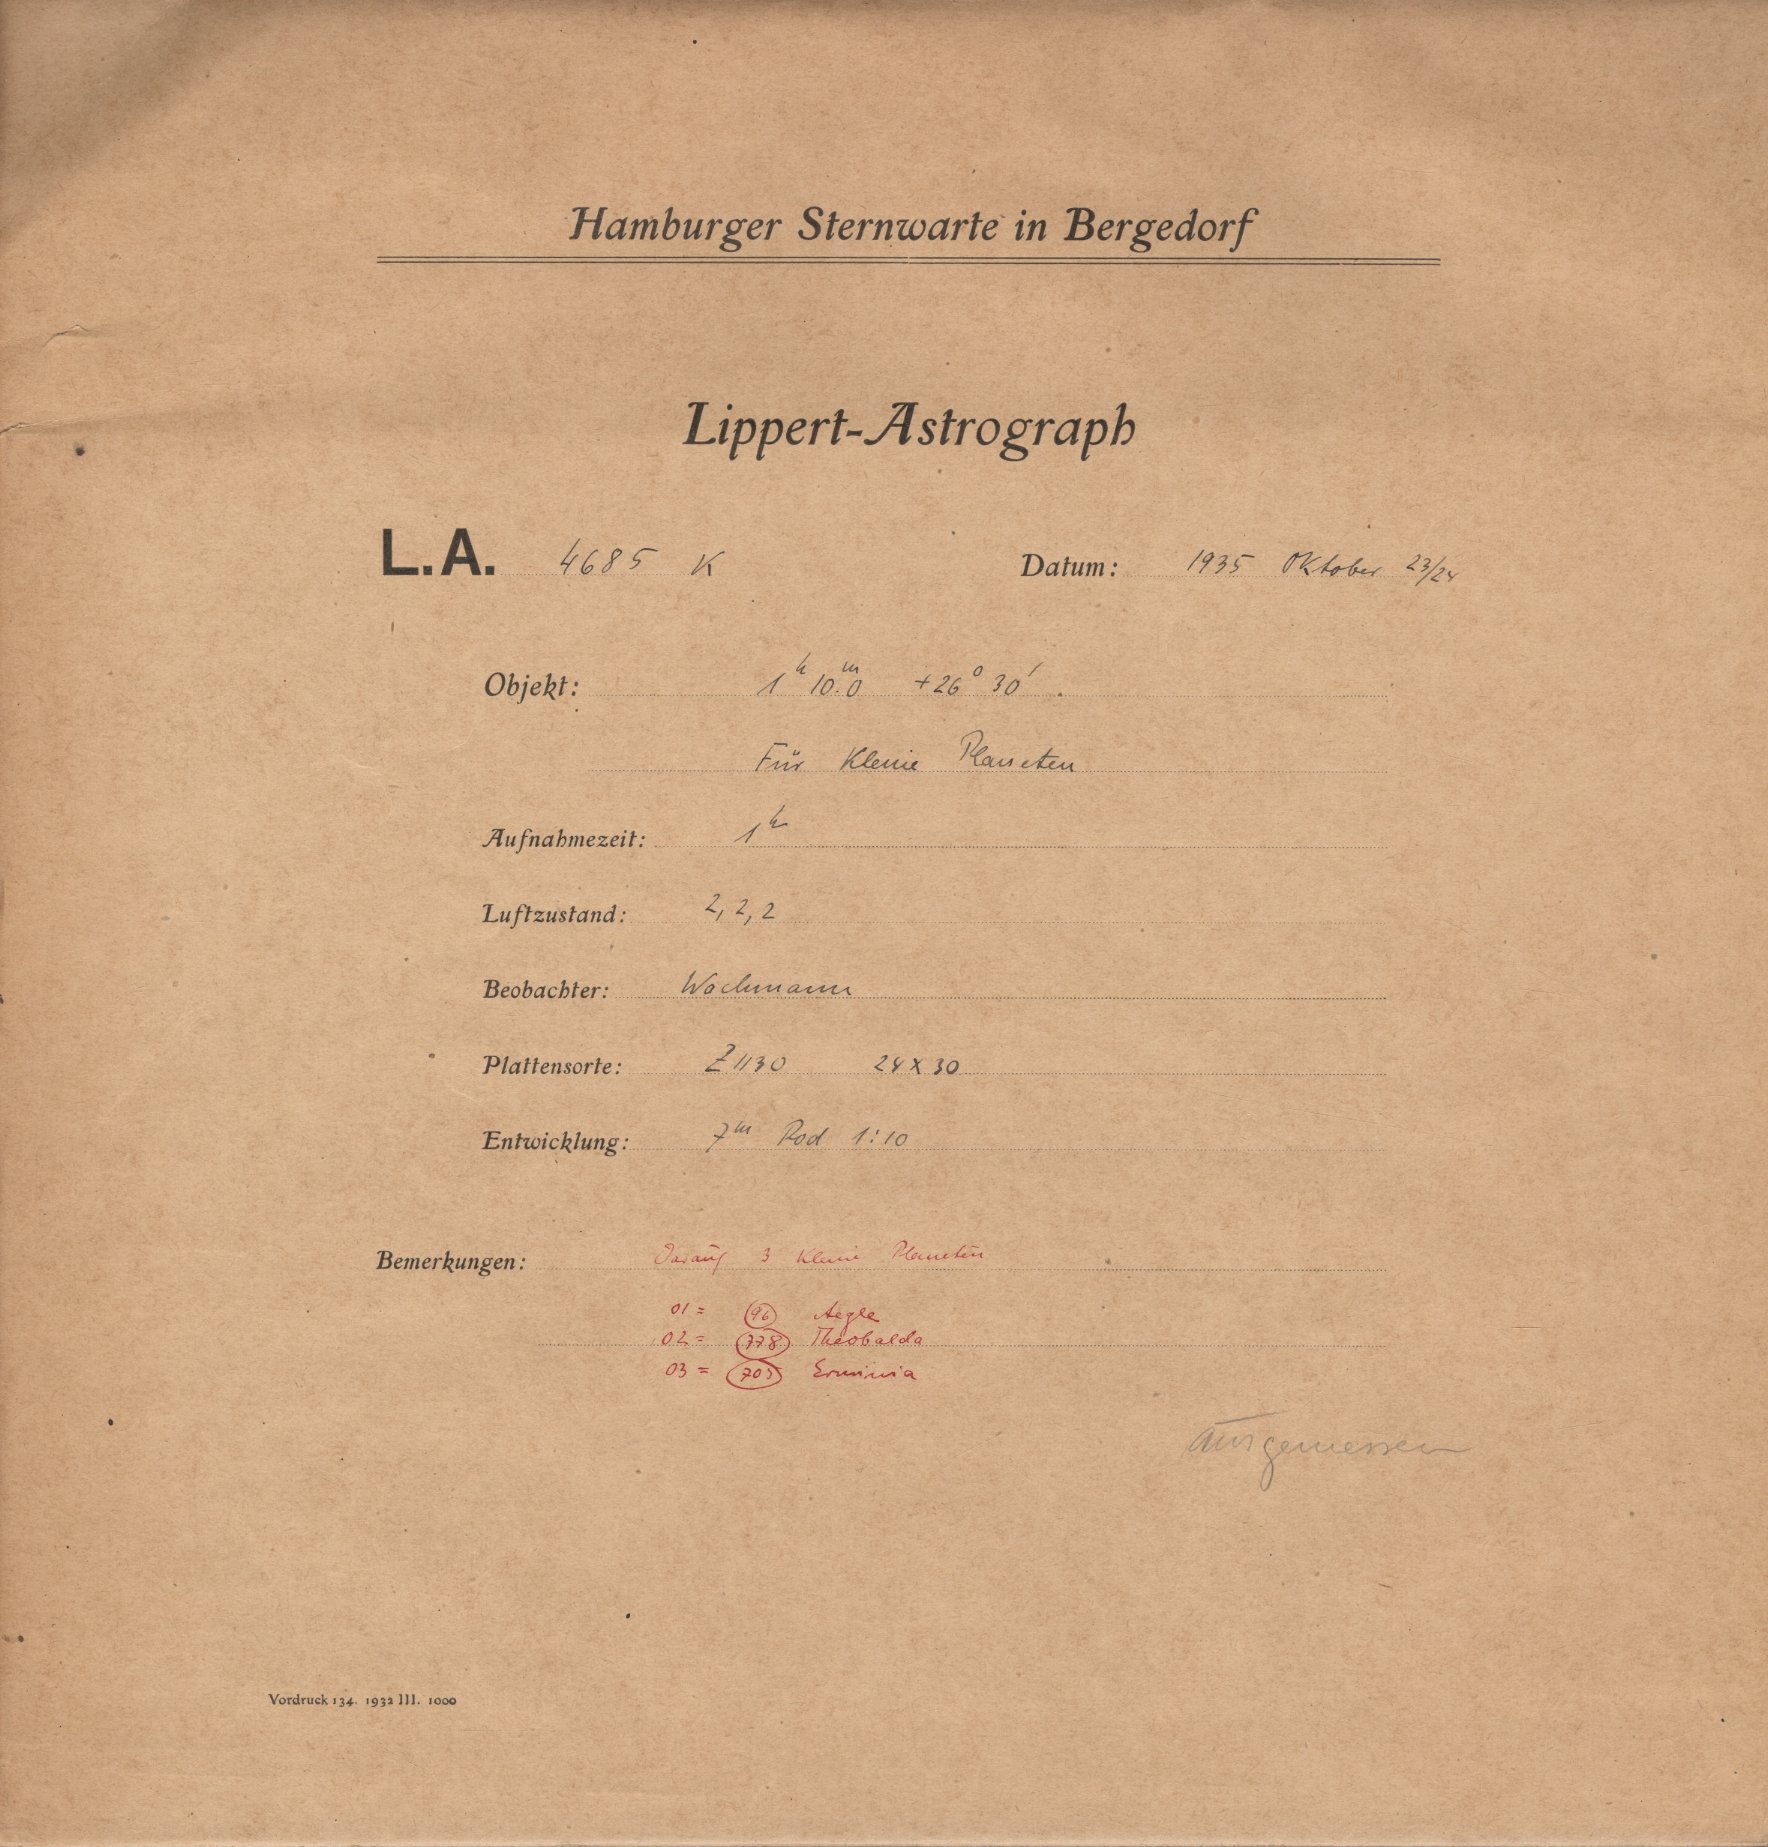 Hamburger Sternwarte in Bergedorf
Lippert-Astrograph
L.A. 4685 K Datum: 1935 Oktober 23/24
Objekt: 1ʰ 10ᵐ.0 +26° 30′
Für Kleine Planeten
Aufnahmezeit: 1ʰ
Luftzustand: 2, 2, 2
Beobachter: Wachmann
Plattensorte: Z 1130 24 x 30
Entwicklung: 7ᵐ Rod 1:10
Bemerkungen: Darauf 3 Kleine Planeten
01 = 96 Aegle
02 = 778 Theobalda
03 = 705 Erminia
Ausgemessen
Vordruck 134. 1932 III. 1000